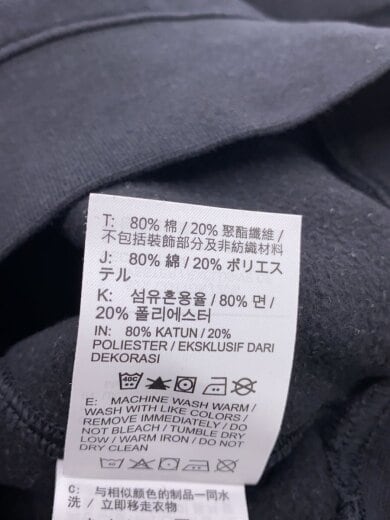 T: 80% 棉 / 20% 聚酯纖維 /
不包括裝飾部分及非紡織材料
J: 80% 綿 / 20% ポリエス
テル
K: 섬유혼용율 / 80% 면 /
20% 폴리에스터
IN: 80% KATUN / 20%
POLIESTER / EKSKLUSIF DARI
DEKORASI
40C
E: MACHINE WASH WARM /
WASH WITH LIKE COLORS /
REMOVE IMMEDIATELY / DO
NOT BLEACH / TUMBLE DRY
LOW / WARM IRON / DO NOT
DRY CLEAN
40
C: 与相似颜色的制品一同水
洗 / 立即移走衣物